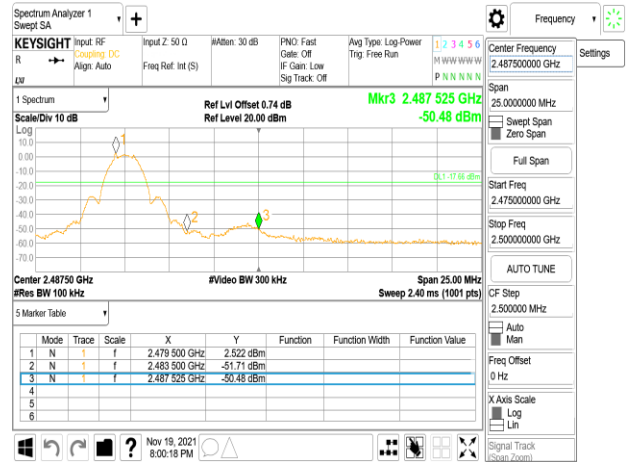 Spectrum Analyzer 1
Swept SA
Frequency
Settings
KEYSIGHT
R
LXI
Input: RF
Coupling: DC
Align: Auto
Input Z: 50 Ω
Freq Ref: Int (S)
#Atten: 30 dB
PNO: Fast
Gate: Off
IF Gain: Low
Sig Track: Off
Avg Type: Log-Power
Trig: Free Run
1 2 3 4 5 6
M W W W W W
P N N N N N
Center Frequency
2.487500000 GHz
Span
25.0000000 MHz
Swept Span
Zero Span
Full Span
Start Freq
2.475000000 GHz
Stop Freq
2.500000000 GHz
AUTO TUNE
CF Step
2.500000 MHz
Auto
Man
Freq Offset
0 Hz
X Axis Scale
Log
Lin
Signal Track
(Span Zoom)
1 Spectrum
Scale/Div 10 dB
Ref Lvl Offset 0.74 dB
Ref Level 20.00 dBm
Mkr3 2.487 525 GHz
-50.48 dBm
Log
10.0
0.00
-10.0
-20.0
-30.0
-40.0
-50.0
-60.0
-70.0
1
2
3
DL1 -17.66 dBm
Center 2.48750 GHz
#Res BW 100 kHz
#Video BW 300 kHz
Span 25.00 MHz
Sweep 2.40 ms (1001 pts)
5 Marker Table
Mode Trace Scale X Y Function Function Width Function Value
1 N 1 f 2.479 500 GHz 2.522 dBm
2 N 1 f 2.483 500 GHz -51.71 dBm
3 N 1 f 2.487 525 GHz -50.48 dBm
4
5
6
?
Nov 19, 2021
8:00:18 PM